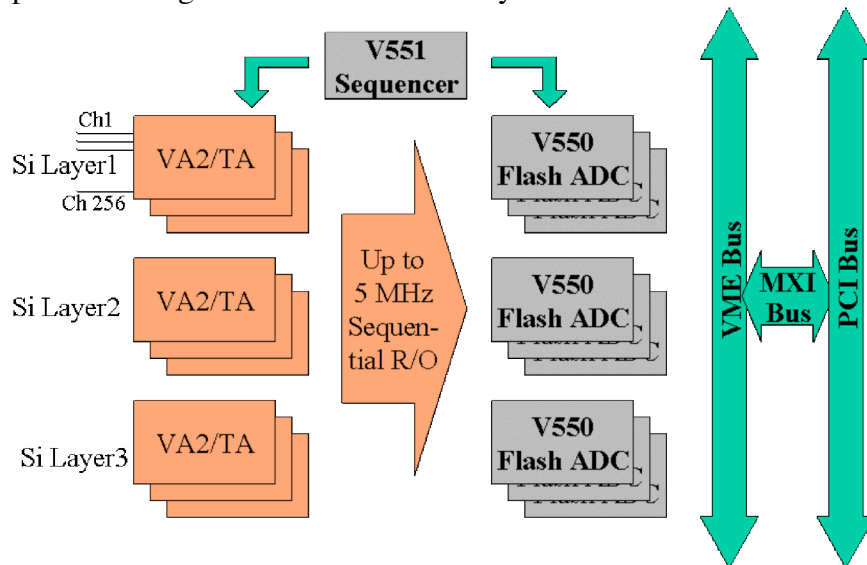 V551
Sequencer
Ch1
Si Layer1
VA2/TA
Ch 256
V550
Flash ADC
Si Layer2
VA2/TA
Up to
5 MHz
Sequen-
tial R/O
V550
Flash ADC
Si Layer3
VA2/TA
V550
Flash ADC
VME Bus
MXI
Bus
PCI Bus